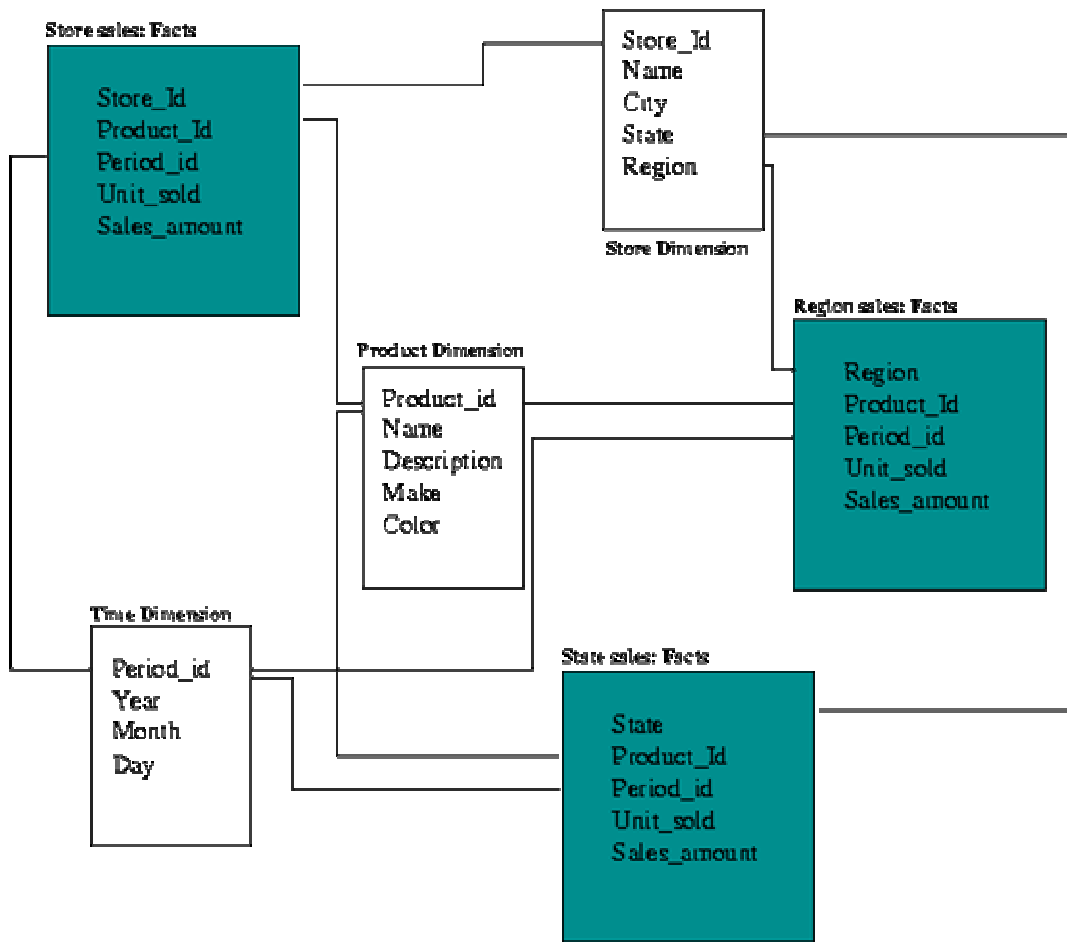 Store sales: Facts
Store_Id
Product_Id
Period_id
Unit_sold
Sales_amount
Store_Id
Name
City
State
Region
Store Dimension
Region sales: Facts
Region
Product_Id
Period_id
Unit_sold
Sales_amount
Product Dimension
Product_id
Name
Description
Make
Color
Time Dimension
Period_id
Year
Month
Day
State sales: Facts
State
Product_Id
Period_id
Unit_sold
Sales_amount